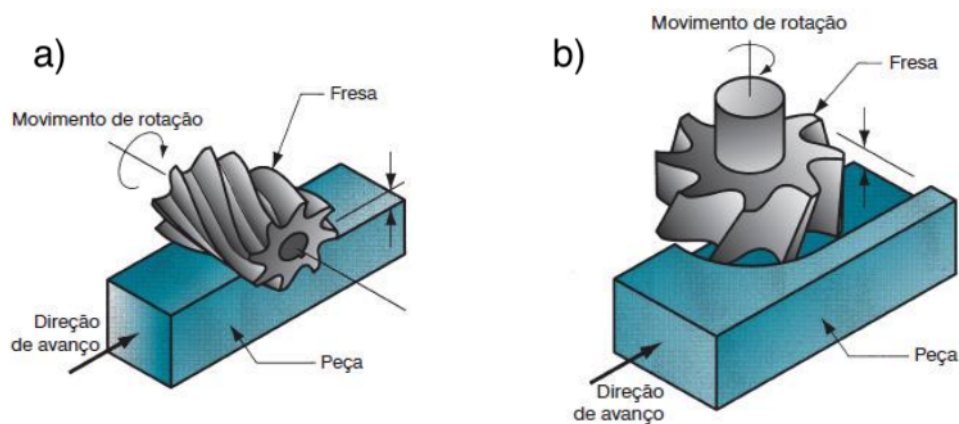 a)
Movimento de rotação
Fresa
Direção
de avanço
Peça
b)
Movimento de rotação
Fresa
Direção
de avanço
Peça